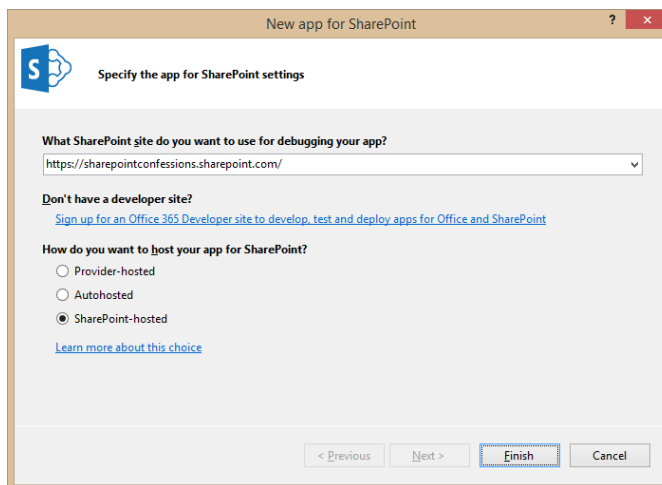 New app for SharePoint
?
S
Specify the app for SharePoint settings
What SharePoint site do you want to use for debugging your app?
https://sharepointconfessions.sharepoint.com/
Don't have a developer site?
Sign up for an Office 365 Developer site to develop, test and deploy apps for Office and SharePoint
How do you want to host your app for SharePoint?
Provider-hosted
Autohosted
SharePoint-hosted
Learn more about this choice
< Previous Next > Finish Cancel